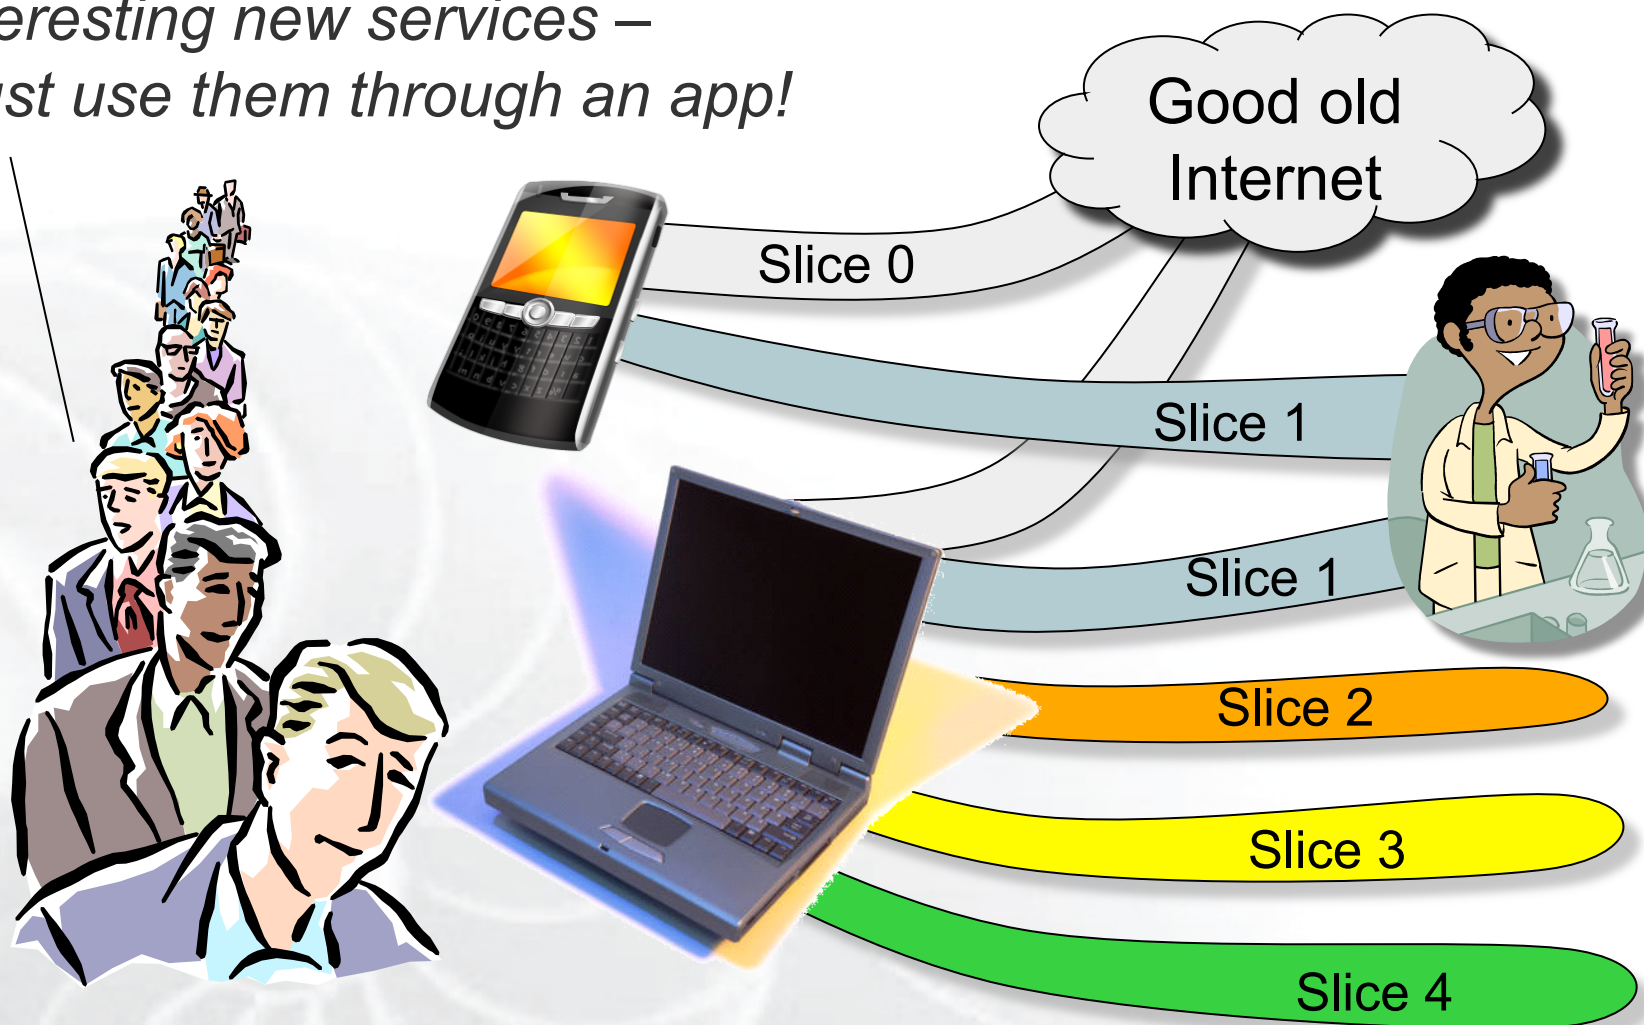 eresting new services –
ust use them through an app!
Good old
Internet
Slice 0
Slice 1
Slice 1
Slice 2
Slice 3
Slice 4